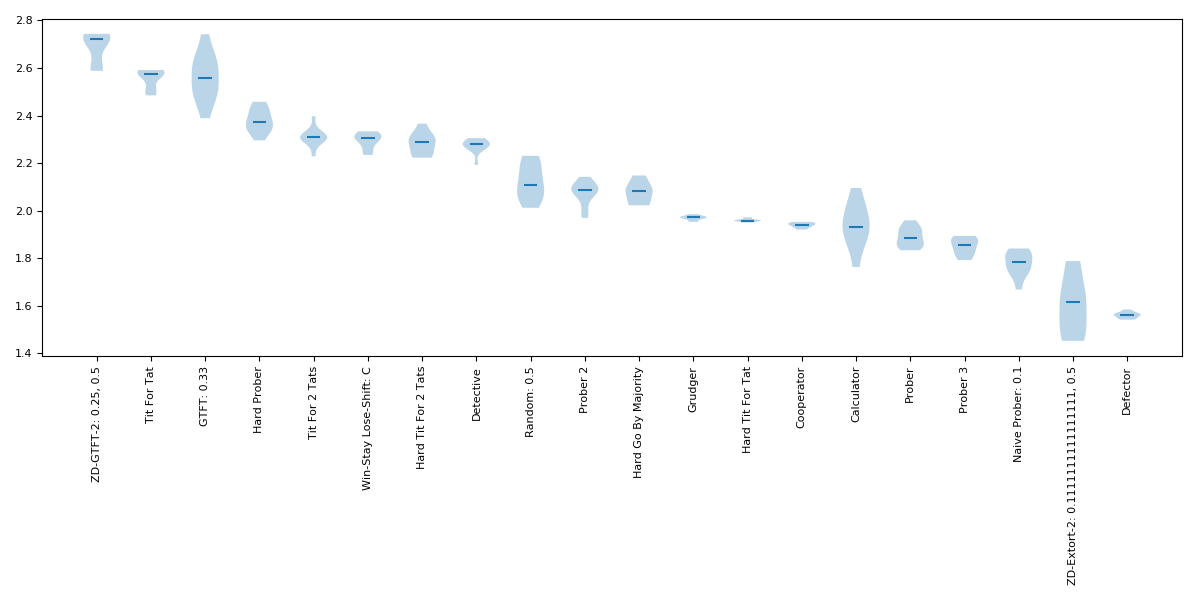 2.8
2.6
2.4
2.2
2.0
1.8
1.6
1.4
ZD-GTFT-2: 0.25, 0.5
Tit For Tat
GTFT: 0.33
Hard Prober
Tit For 2 Tats
Win-Stay Lose-Shift: C
Hard Tit For 2 Tats
Detective
Random: 0.5
Prober 2
Hard Go By Majority
Grudger
Hard Tit For Tat
Cooperator
Calculator
Prober
Prober 3
Naive Prober: 0.1
ZD-Extort-2: 0.1111111111111111, 0.5
Defector